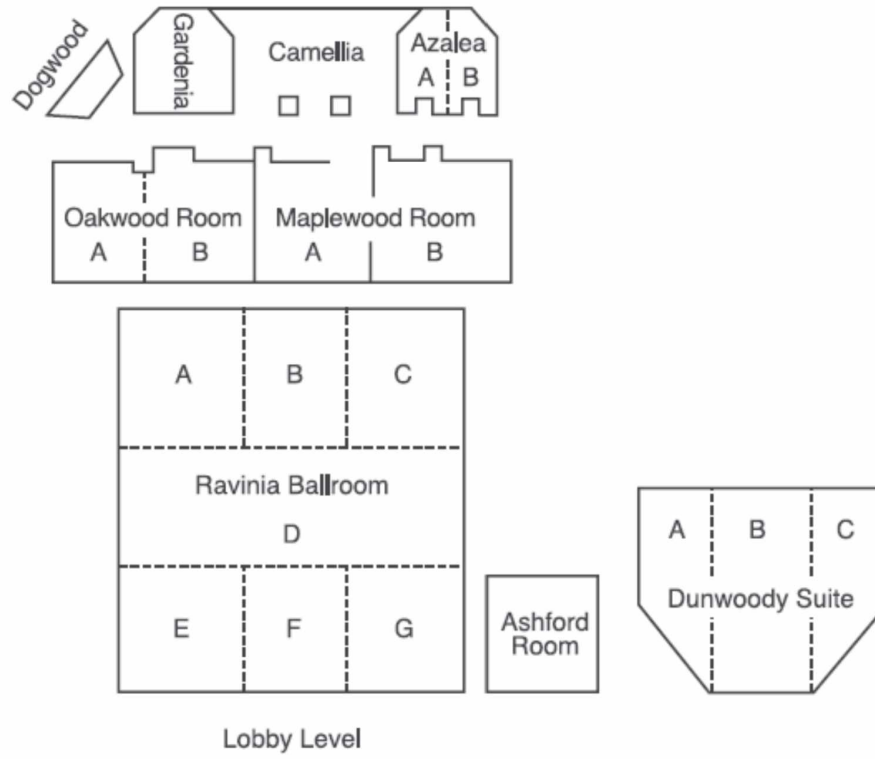 Dogwood
Gardenia
Camellia
Azalea
A B
Oakwood Room
A B
Maplewood Room
A B
A B C
Ravinia Ballroom
D
E F G
Ashford
Room
A B C
Dunwoody Suite
Lobby Level